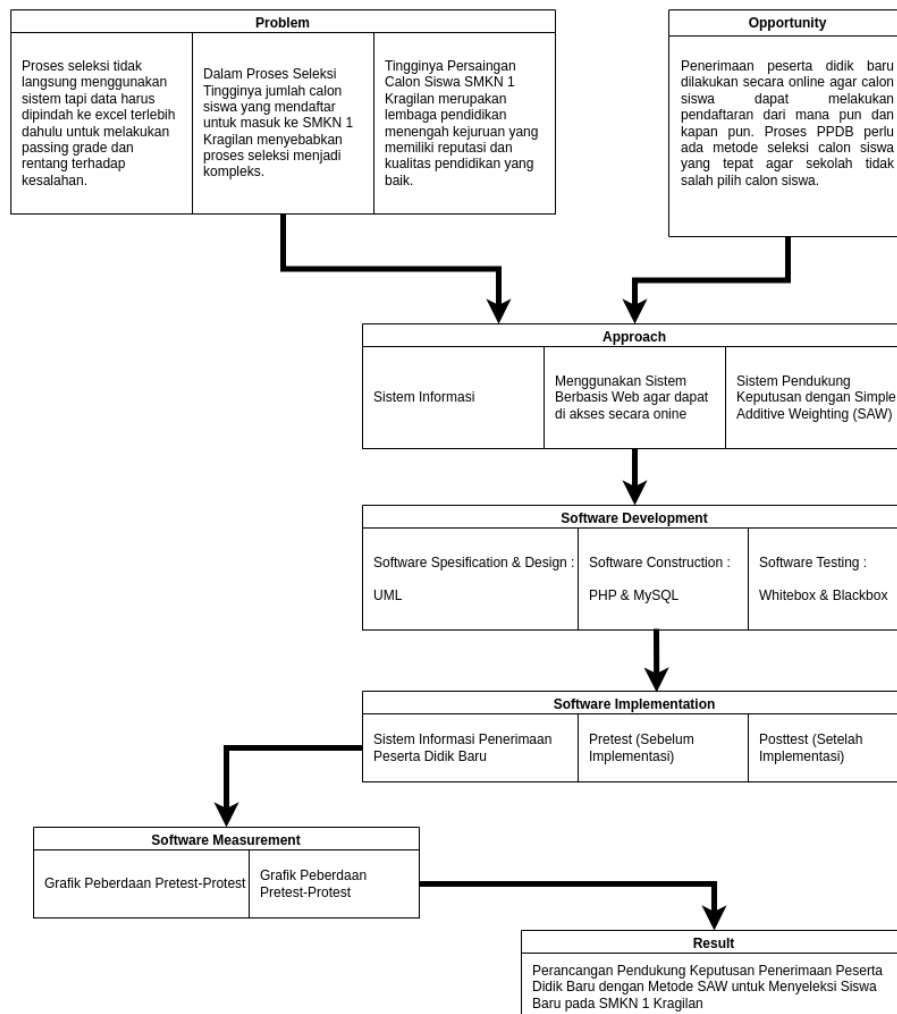 Problem
Proses seleksi tidak
langsung menggunakan
sistem tapi data harus
dipindah ke excel terlebih
dahulu untuk melakukan
passing grade dan
rentang terhadap
kesalahan.
Dalam Proses Seleksi
Tingginya jumlah calon
siswa yang mendaftar
untuk masuk ke SMKN 1
Kragilan menyebabkan
proses seleksi menjadi
kompleks.
Tingginya Persaingan
Calon Siswa SMKN 1
Kragilan merupakan
lembaga pendidikan
menengah kejuruan yang
memiliki reputasi dan
kualitas pendidikan yang
baik.
Opportunity
Penerimaan peserta didik baru
dilakukan secara online agar calon
siswa dapat melakukan
pendaftaran dari mana pun dan
kapan pun. Proses PPDB perlu
ada metode seleksi calon siswa
yang tepat agar sekolah tidak
salah pilih calon siswa.
Approach
Sistem Informasi
Menggunakan Sistem
Berbasis Web agar dapat
di akses secara onine
Sistem Pendukung
Keputusan dengan Simple
Additive Weighting (SAW)
Software Development
Software Spesification & Design :
UML
Software Construction :
PHP & MySQL
Software Testing :
Whitebox & Blackbox
Software Implementation
Sistem Informasi Penerimaan
Peserta Didik Baru
Pretest (Sebelum
Implementasi)
Posttest (Setelah
Implementasi)
Software Measurement
Grafik Peberdaan Pretest-Protest
Grafik Peberdaan
Pretest-Protest
Result
Perancangan Pendukung Keputusan Penerimaan Peserta
Didik Baru dengan Metode SAW untuk Menyeleksi Siswa
Baru pada SMKN 1 Kragilan